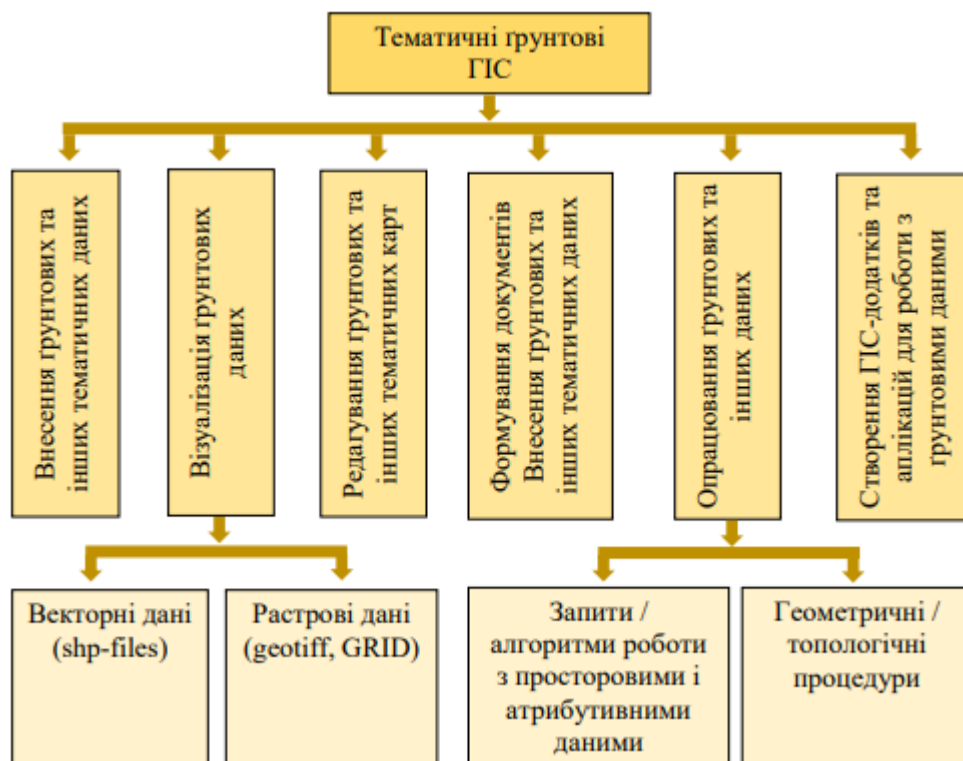 Тематичні ґрунтові
ГІС
Внесення ґрунтових та
інших тематичних даних
Візуалізація ґрунтових
даних
Редагування ґрунтових та
інших тематичних карт
Формування документів
Внесення ґрунтових та
інших тематичних даних
Опрацювання ґрунтових та
інших даних
Створення ГІС-додатків та
аплікацій для роботи з
ґрунтовими даними
Векторні дані
(shp-files)
Растрові дані
(geotiff, GRID)
Запити /
алгоритми роботи
з просторовими і
атрибутивними
даними
Геометричні /
топологічні
процедури